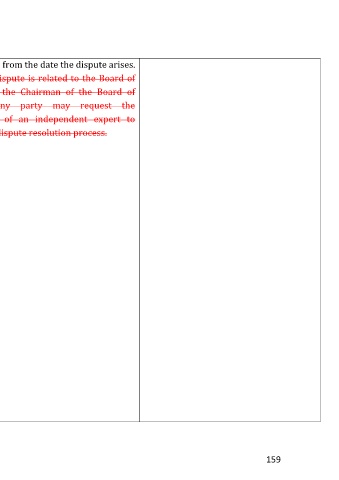 from the date the dispute arises.
ispute is related to the Board of
the Chairman of the Board of
ny party may request the
of an independent expert to
ispute resolution process.
159